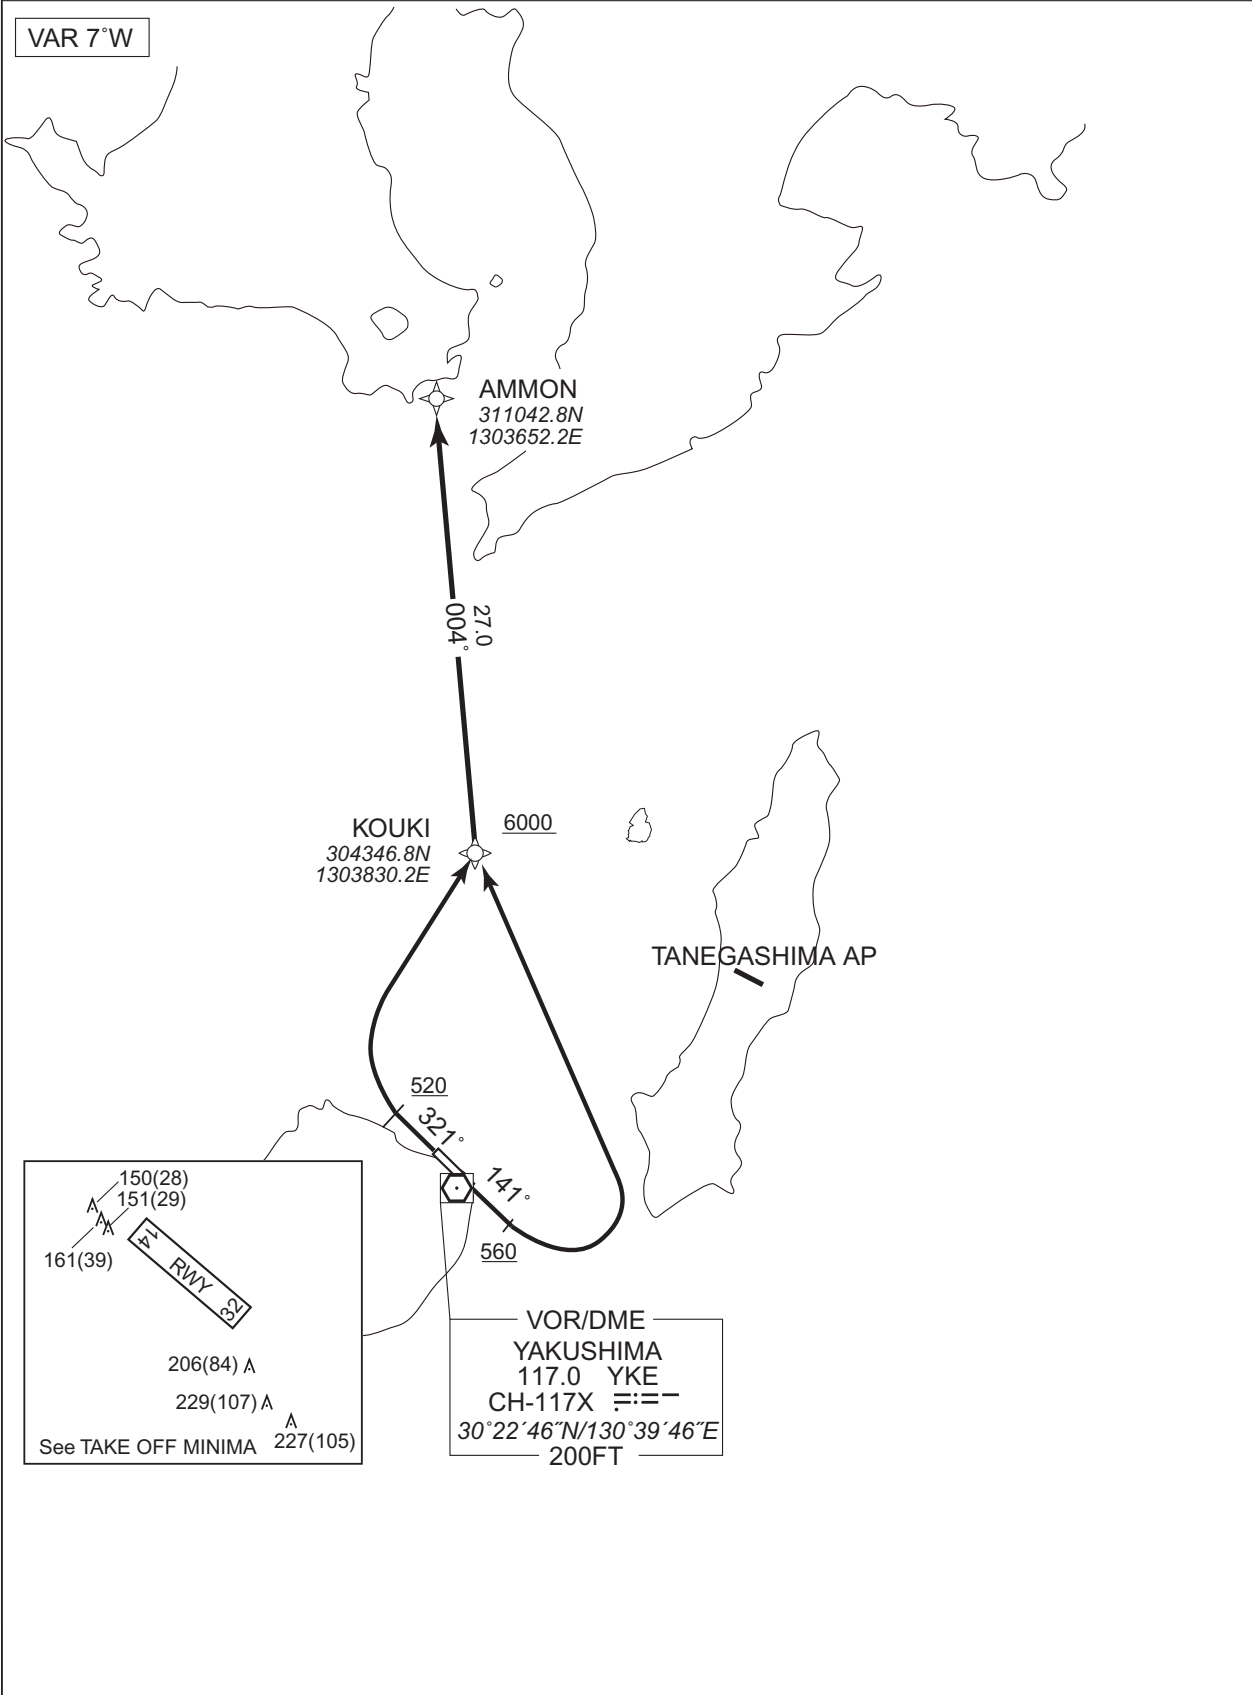 VAR 7°W
AMMON
311042.8N
1303652.2E
27.0
004°
KOUKI
304346.8N
1303830.2E
6000
TANEGASHIMA AP
520
321°
141°
560
150(28)
151(29)
161(39)
14 RWY 32
206(84)
229(107)
227(105)
See TAKE OFF MINIMA
VOR/DME
YAKUSHIMA
117.0 YKE
CH-117X
30°22´46˝N/130°39´46˝E
200FT